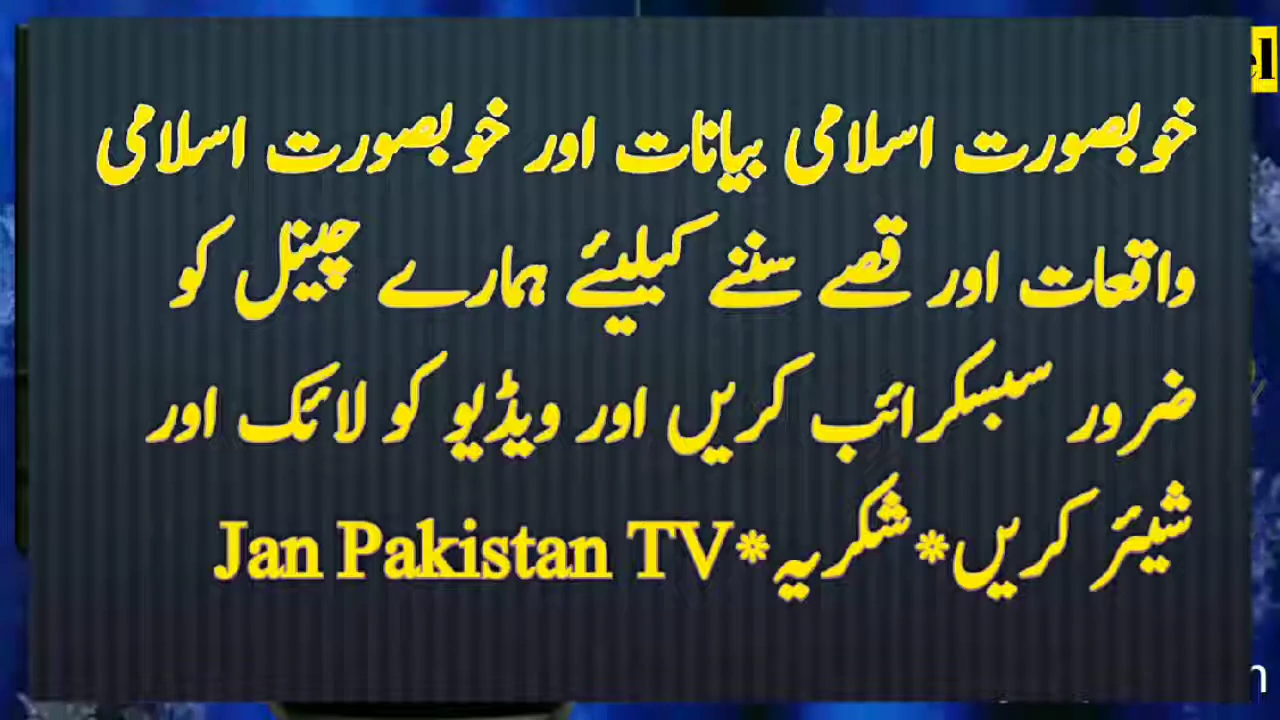 خوبصورت اسلامی بیانات اور خوبصورت اسلامی
واقعات اور قصے سننے کیلیئے ہمارے چینل کو
ضرور سبسکرائب کریں اور ویڈیو کو لائک اور
شیئر کریں*شکریہ*Jan Pakistan TV